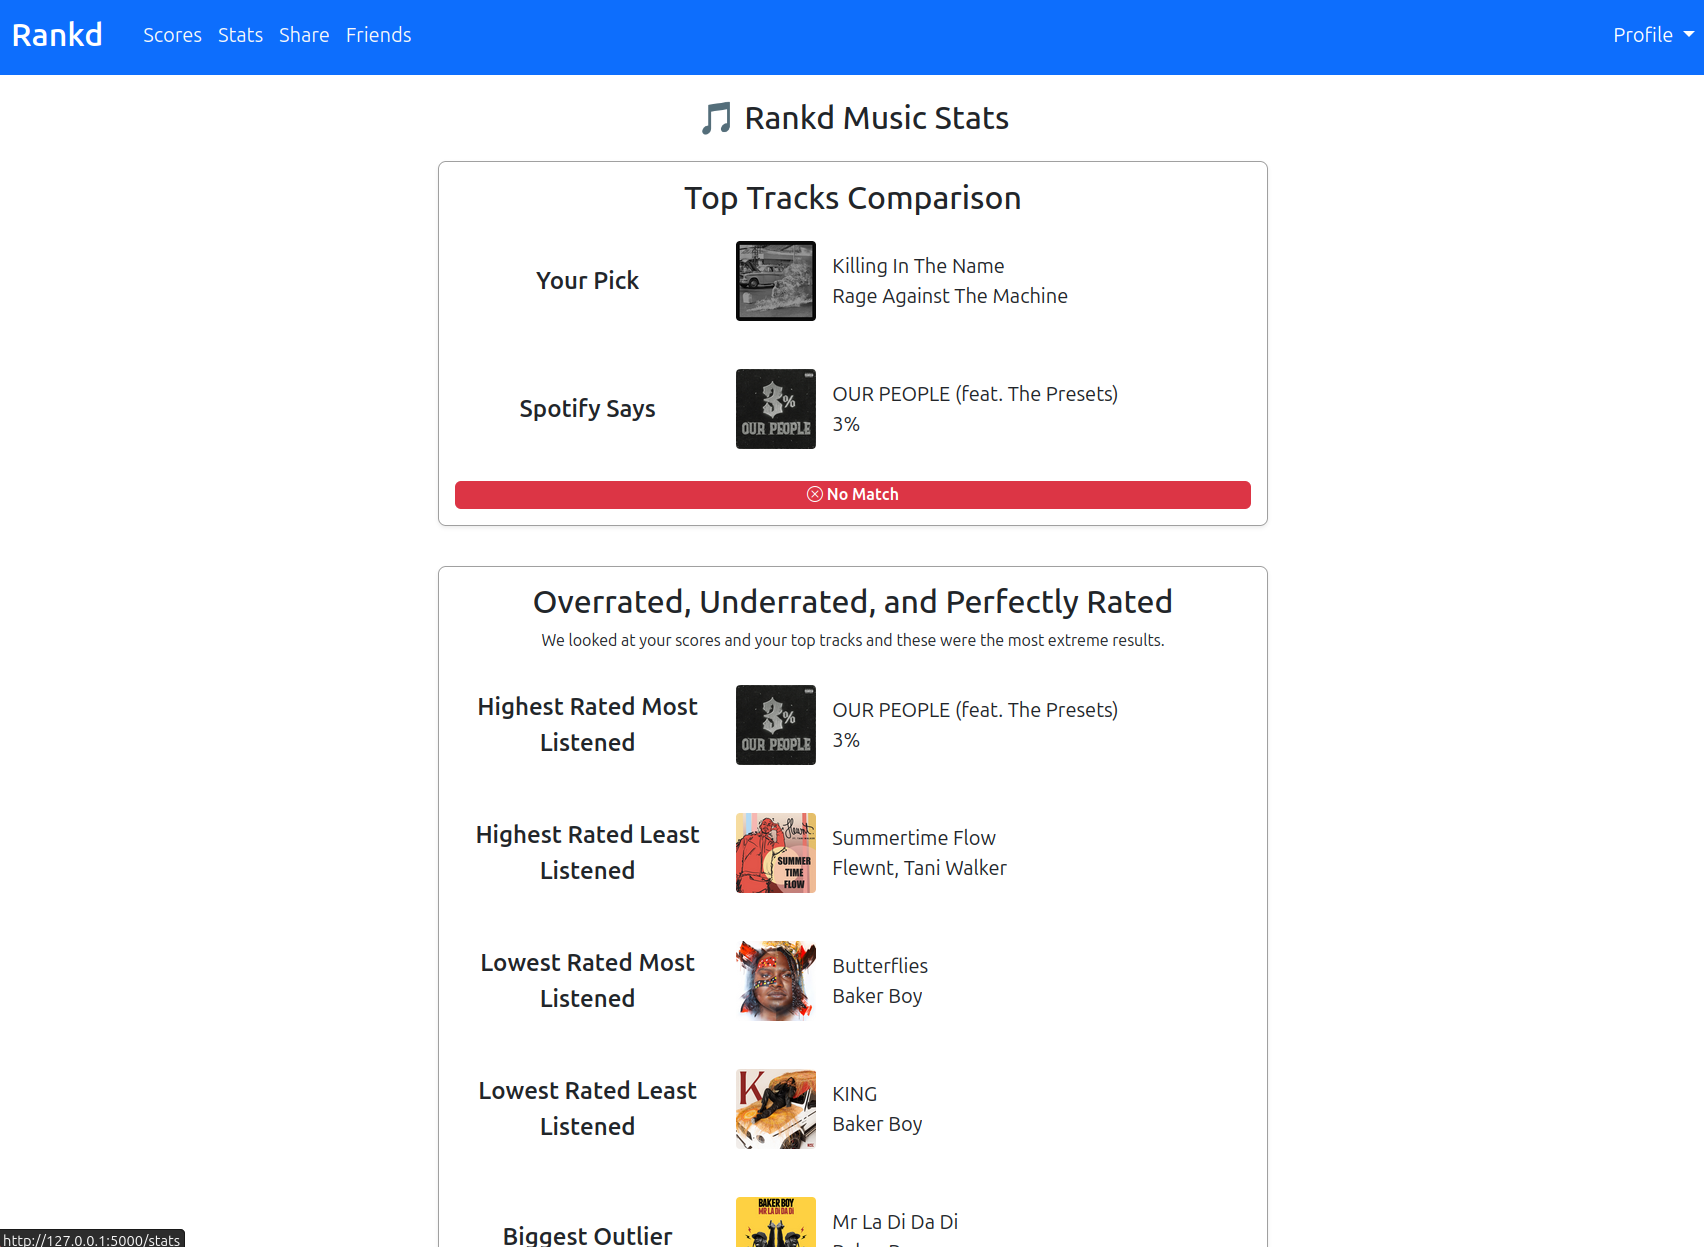 Rankd
Scores Stats Share Friends
Profile
Rankd Music Stats
Top Tracks Comparison
Your Pick
Killing In The Name
Rage Against The Machine
Spotify Says
3%
OUR PEOPLE
OUR PEOPLE (feat. The Presets)
3%
No Match
Overrated, Underrated, and Perfectly Rated
We looked at your scores and your top tracks and these were the most extreme results.
Highest Rated Most
Listened
3%
OUR PEOPLE
OUR PEOPLE (feat. The Presets)
3%
Highest Rated Least
Listened
Flewnt
SUMMER
TIME
FLOW
Summertime Flow
Flewnt, Tani Walker
Lowest Rated Most
Listened
Butterflies
Baker Boy
Lowest Rated Least
Listened
K
KING
Baker Boy
Biggest Outlier
BAKER BOY
MR LA DI DA DI
Mr La Di Da Di
http://127.0.0.1:5000/stats